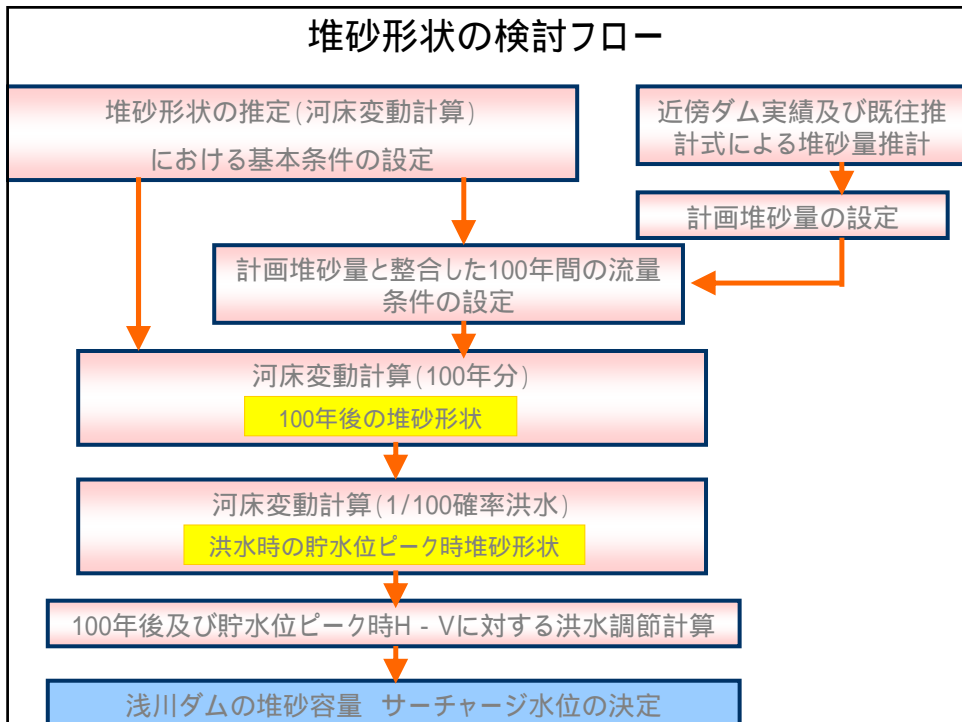 堆砂形状の検討フロー
堆砂形状の推定(河床変動計算)
における基本条件の設定
近傍ダム実績及び既往推
計式による堆砂量推計
計画堆砂量の設定
計画堆砂量と整合した100年間の流量
条件の設定
河床変動計算(100年分)
100年後の堆砂形状
河床変動計算(1/100確率洪水)
洪水時の貯水位ピーク時堆砂形状
100年後及び貯水位ピーク時H - Vに対する洪水調節計算
浅川ダムの堆砂容量 サーチャージ水位の決定